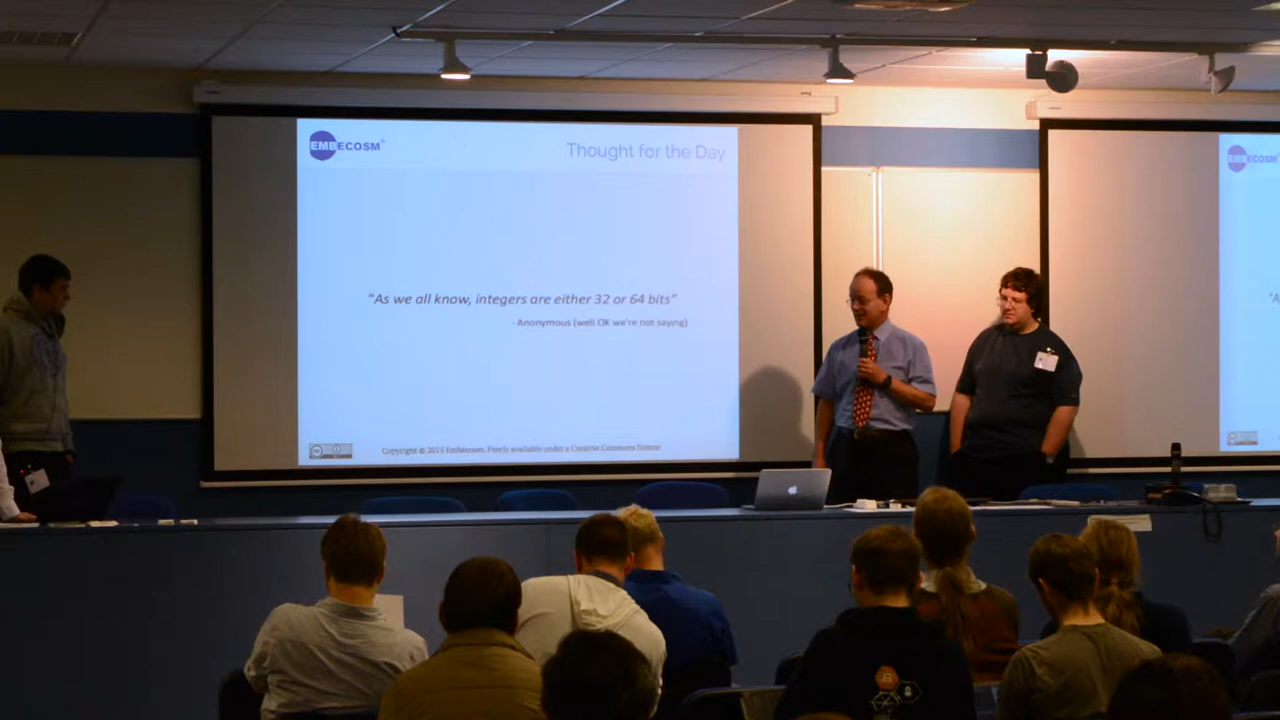 EMBECOSM®
Thought for the Day
"As we all know, integers are either 32 or 64 bits"
- Anonymous (well OK we're not saying)
Copyright © 2013 Embecosm. Freely available under a Creative Commons license
EMBECOSM